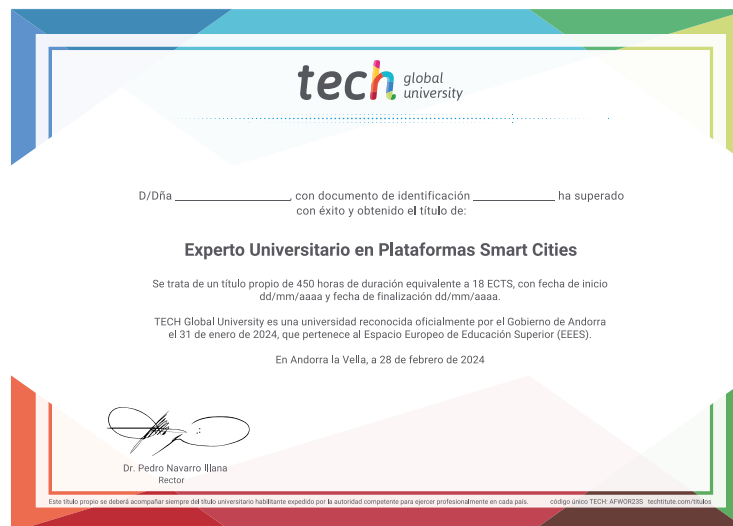 tech global university
D/Dña ______________, con documento de identificación ____________ ha superado
con éxito y obtenido el título de:
Experto Universitario en Plataformas Smart Cities
Se trata de un título propio de 450 horas de duración equivalente a 18 ECTS, con fecha de inicio
dd/mm/aaaa y fecha de finalización dd/mm/aaaa.
TECH Global University es una universidad reconocida oficialmente por el Gobierno de Andorra
el 31 de enero de 2024, que pertenece al Espacio Europeo de Educación Superior (EEES).
En Andorra la Vella, a 28 de febrero de 2024
Dr. Pedro Navarro Illana
Rector
Este título propio se deberá acompañar siempre del título universitario habilitante expedido por la autoridad competente para ejercer profesionalmente en cada país. código único TECH: AFWOR23S techtitute.com/titulos